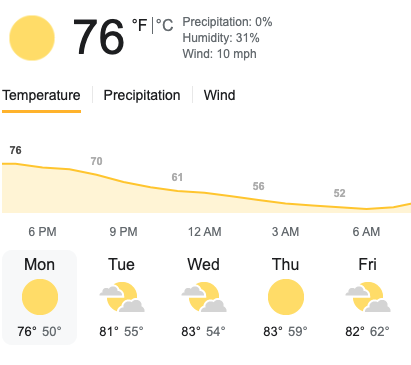 76 °F | °C
Precipitation: 0%
Humidity: 31%
Wind: 10 mph
Temperature | Precipitation | Wind
76 70 61 56 52
6 PM 9 PM 12 AM 3 AM 6 AM
Mon Tue Wed Thu Fri
76° 50° 81° 55° 83° 54° 83° 59° 82° 62°